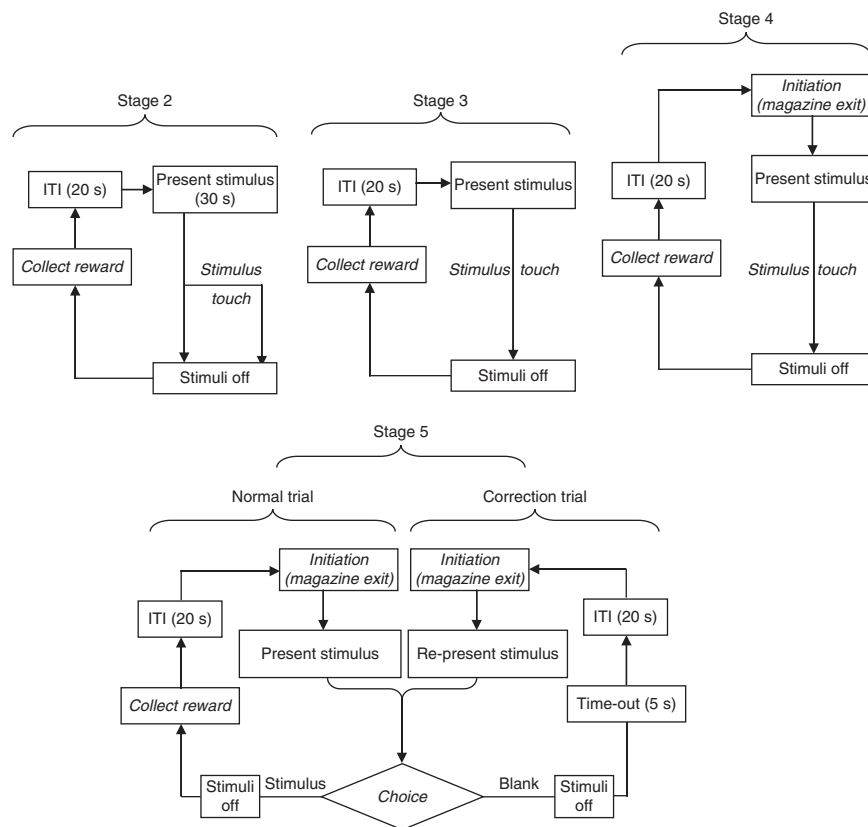 Stage 2
ITI (20 s)
Present stimulus
(30 s)
Collect reward
Stimulus
touch
Stimuli off
Stage 3
ITI (20 s)
Present stimulus
Collect reward
Stimulus touch
Stimuli off
Stage 4
Initiation
(magazine exit)
ITI (20 s)
Present stimulus
Collect reward
Stimulus touch
Stimuli off
Stage 5
Normal trial
Correction trial
Initiation
(magazine exit)
Initiation
(magazine exit)
ITI (20 s)
ITI (20 s)
Present stimulus
Re-present stimulus
Collect reward
Time-out (5 s)
Stimuli
off
Stimulus
Choice
Blank
Stimuli
off